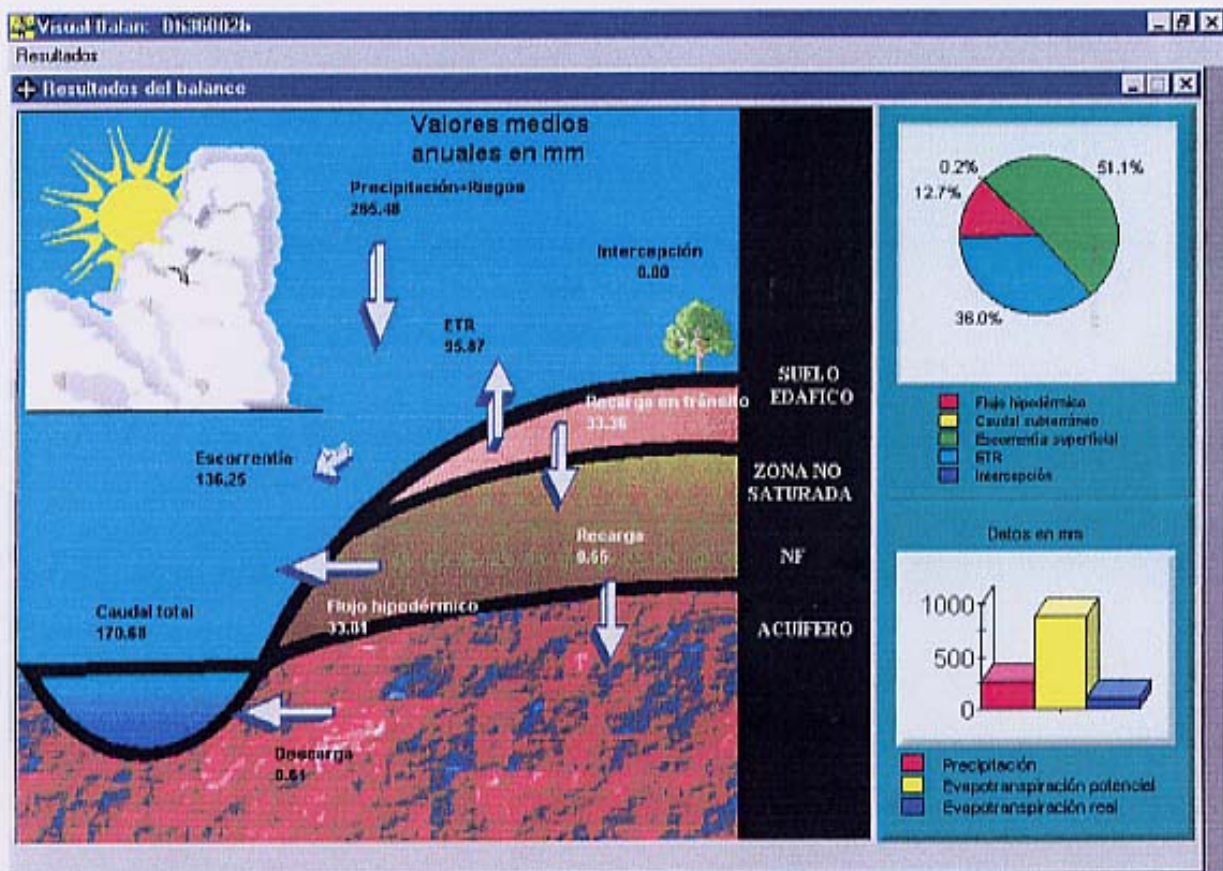 Visual Balan: Dh36002b
Resultados
Resultados del balance
Valores medios
anuales en mm
Precipitación+Riegos
265.48
Intercepción
0.00
ETR
95.87
SUELO
EDAFICO
Recarga en tránsito
33.36
Escorrentía
136.25
ZONA NO
SATURADA
Recarga
0.65
NF
Flujo hipodérmico
33.81
Caudal total
170.68
ACUIFERO
Descarga
0.61
0.2%
51.1%
12.7%
36.0%
Flujo hipodérmico
Caudal subterráneo
Escorrentía superficial
ETR
Intercepción
Datos en mm
1000
500
0
Precipitación
Evapotranspiración potencial
Evapotranspiración real